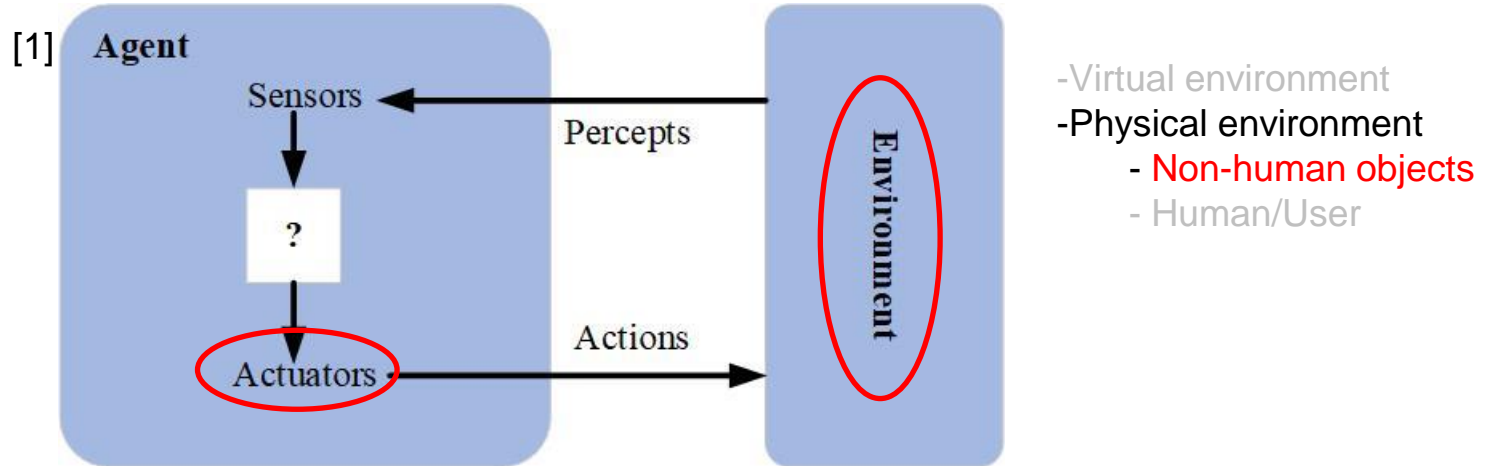 [1]
Agent
Sensors
Percepts
?
Actions
Actuators
Environment
-Virtual environment
-Physical environment
- Non-human objects
- Human/User